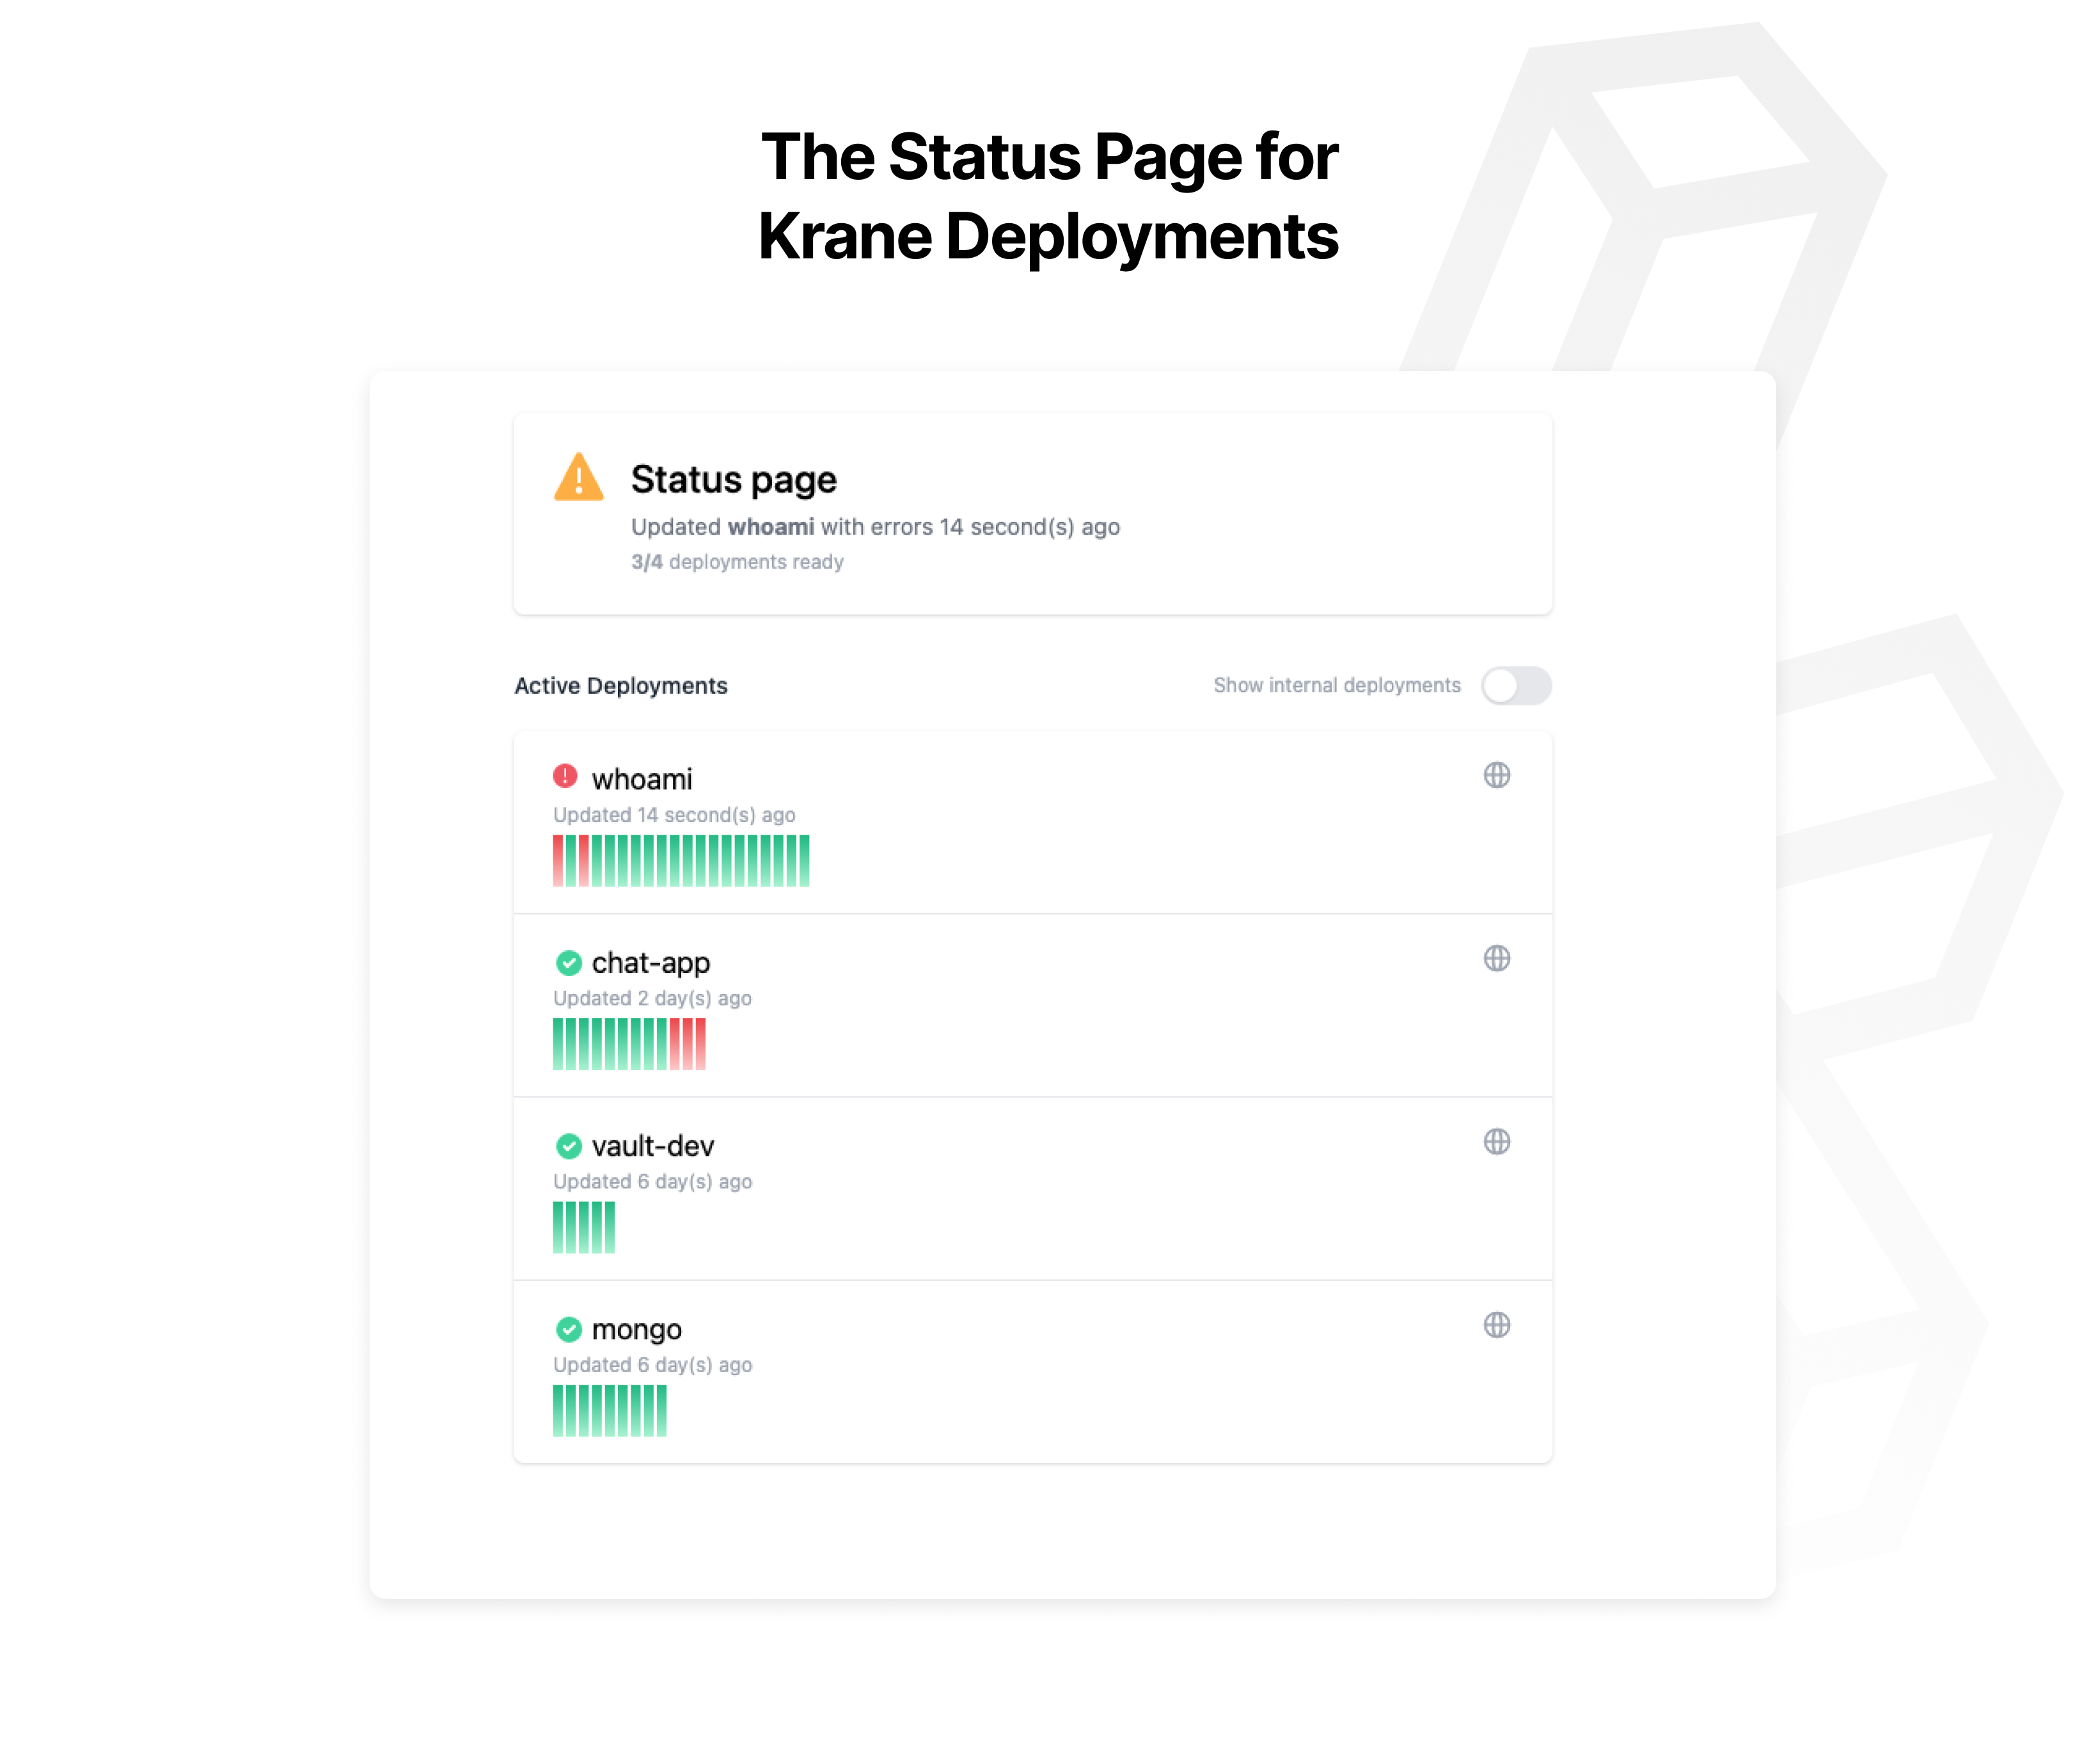 The Status Page for
Krane Deployments
Status page
Updated whoami with errors 14 second(s) ago
3/4 deployments ready
Active Deployments
Show internal deployments
whoami
Updated 14 second(s) ago
chat-app
Updated 2 day(s) ago
vault-dev
Updated 6 day(s) ago
mongo
Updated 6 day(s) ago